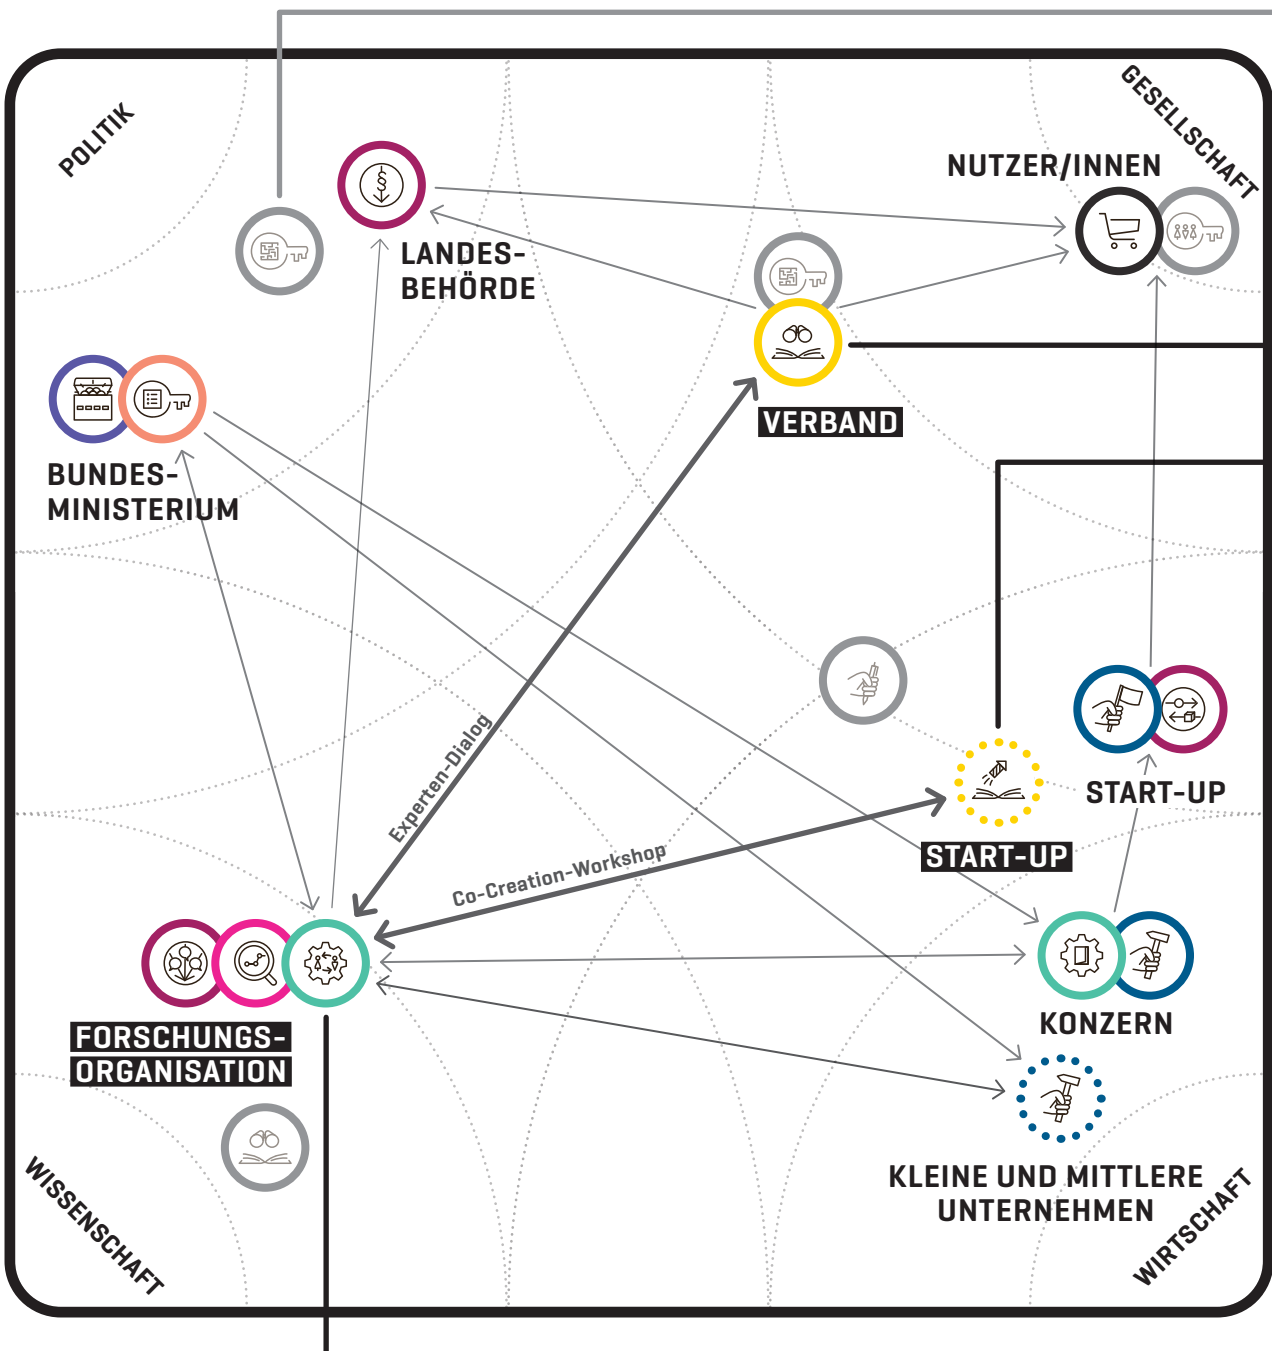 POLITIK
GESELLSCHAFT
NUTZER/INNEN
LANDES-
BEHÖRDE
VERBAND
BUNDES-
MINISTERIUM
Experten-Dialog
START-UP
START-UP
Co-Creation-Workshop
KONZERN
FORSCHUNGS-
ORGANISATION
KLEINE UND MITTLERE
UNTERNEHMEN
WISSENSCHAFT
WIRTSCHAFT